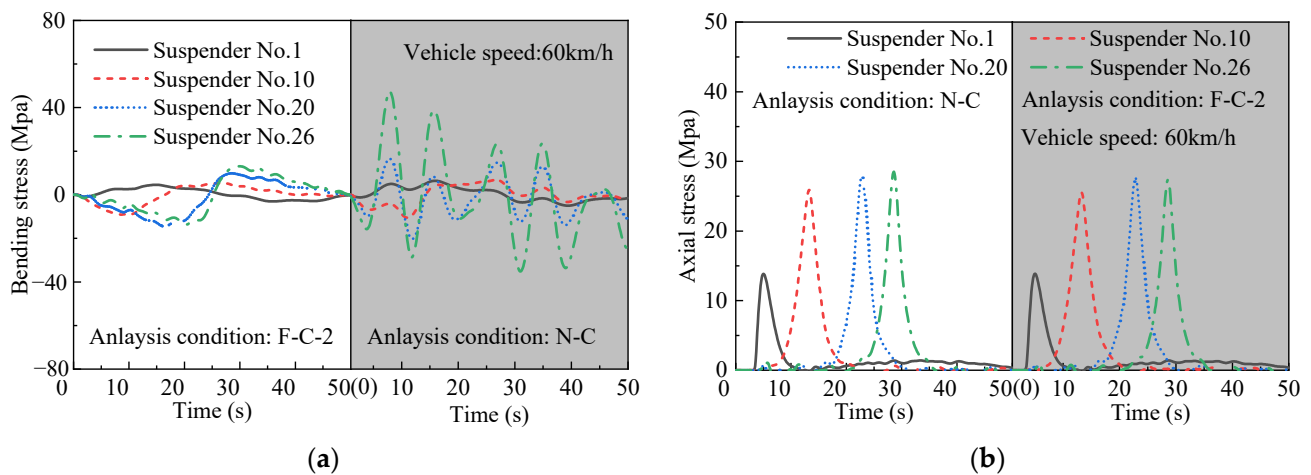 80
40
0
−40
−80
Bending stress (Mpa)
Suspender No.1
Suspender No.10
Suspender No.20
Suspender No.26
Vehicle speed:60km/h
Anlaysis condition: F-C-2
Anlaysis condition: N-C
0 10 20 30 40 50(0) 10 20 30 40 50
Time (s) Time (s)
(a)
50
40
30
20
10
0
Axial stress (Mpa)
Suspender No.1 Suspender No.10
Suspender No.20 Suspender No.26
Anlaysis condition: N-C Anlaysis condition: F-C-2
Vehicle speed: 60km/h
0 10 20 30 40 50(0) 10 20 30 40 50
Time (s) Time (s)
(b)